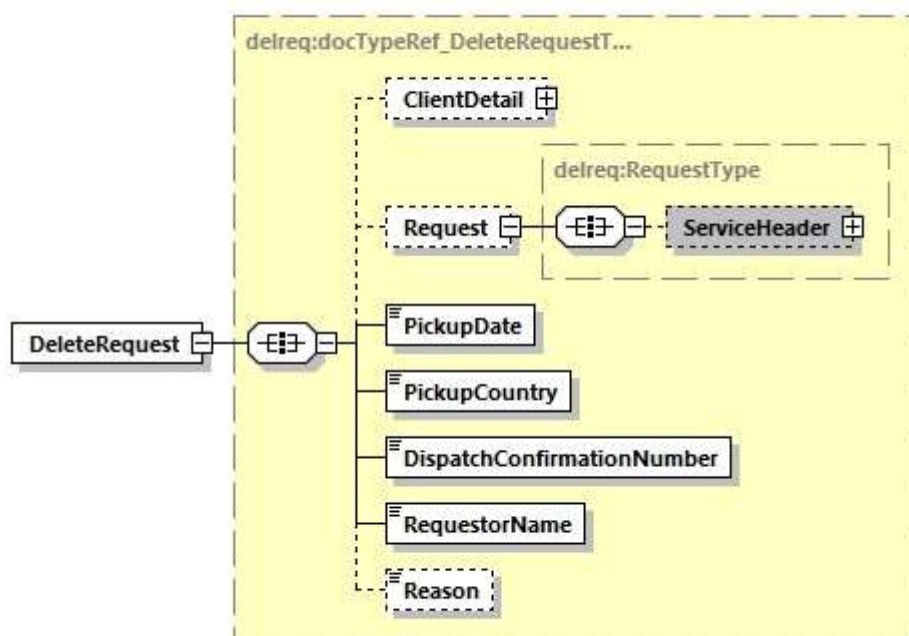 delreq:docTypeRef_DeleteRequestT...
ClientDetail
delreq:RequestType
Request
ServiceHeader
PickupDate
DeleteRequest
PickupCountry
DispatchConfirmationNumber
RequestorName
Reason